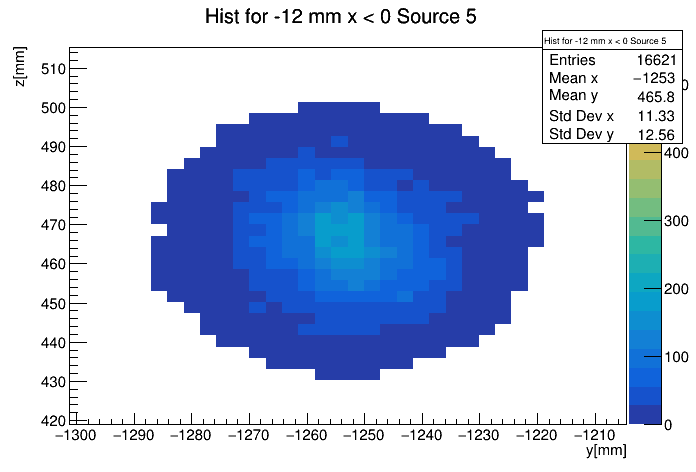 Hist for -12 mm x < 0 Source 5
z[mm]
Hist for -12 mm x < 0 Source 5
Entries 16621
Mean x −1253
Mean y 465.8
Std Dev x 11.33
Std Dev y 12.56
510
500
490
480
470
460
450
440
430
420
0
400
300
200
100
0
−1300 −1290 −1280 −1270 −1260 −1250 −1240 −1230 −1220 −1210
y[mm]